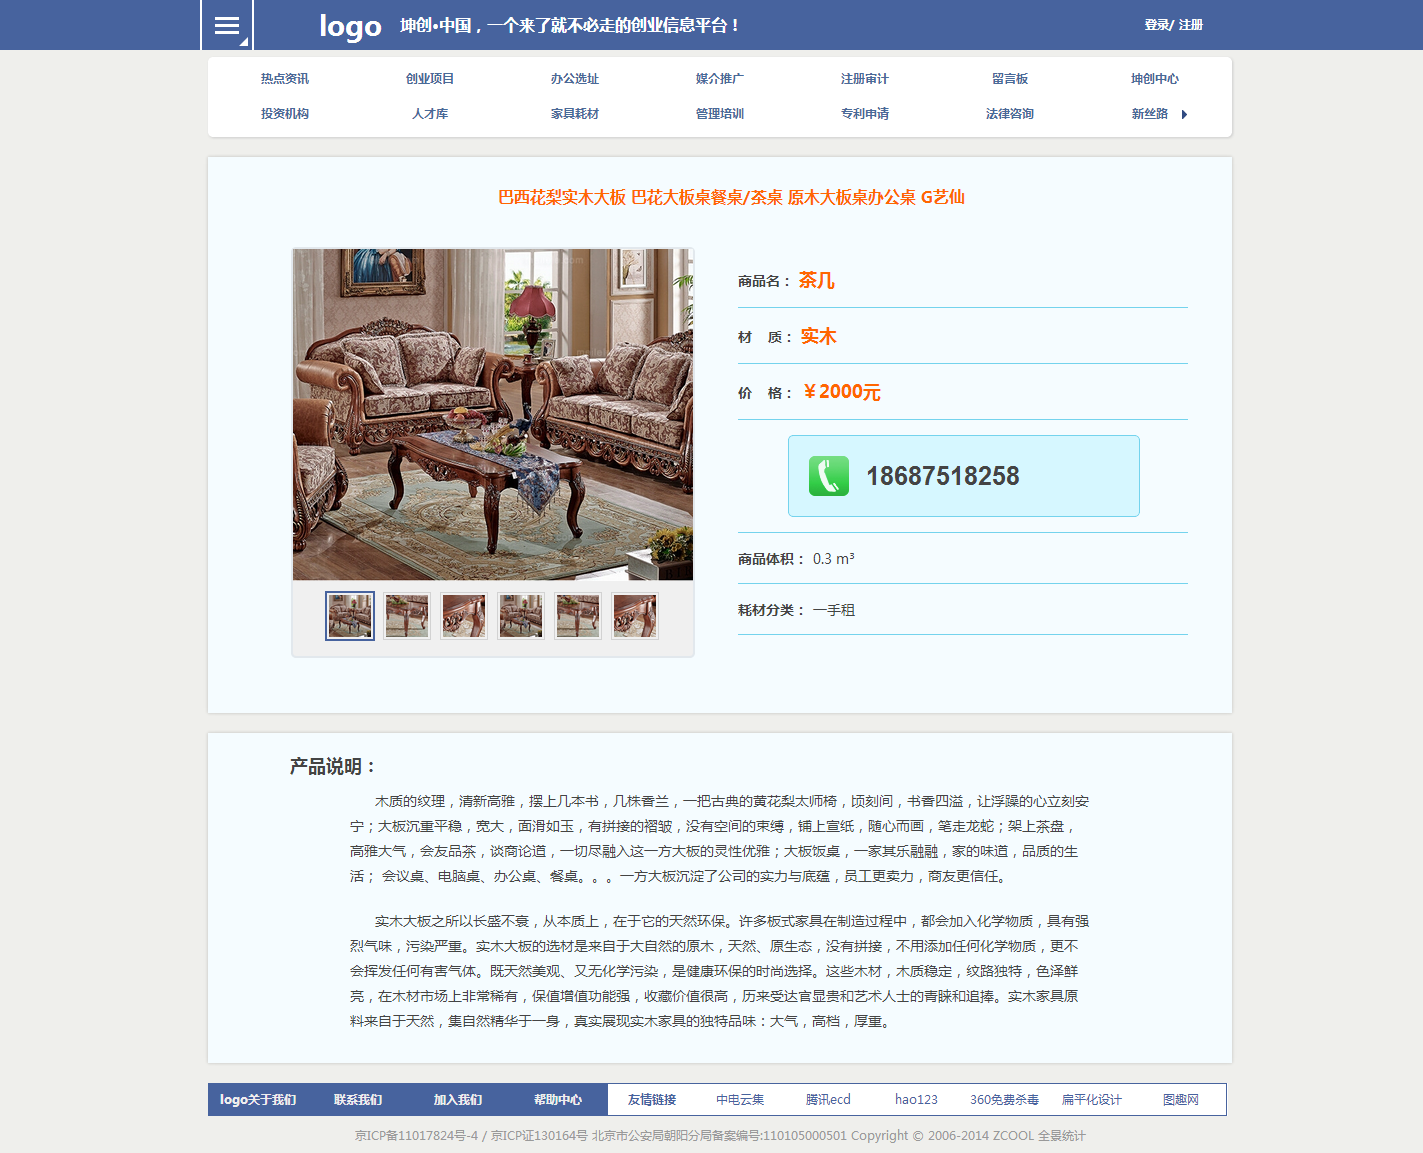 logo 坤创•中国，一个来了就不必走的创业信息平台！ 登录/ 注册
热点资讯 创业项目 办公选址 媒介推广 注册审计 留言板 坤创中心
投资机构 人才库 家具耗材 管理培训 专利申请 法律咨询 新丝路
巴西花梨实木大板 巴花大板桌餐桌/茶桌 原木大板桌办公桌 G艺仙
商品名： 茶几
材 质： 实木
价 格： ￥2000元
18687518258
商品体积： 0.3 m³
耗材分类： 一手租
产品说明：
木质的纹理，清新高雅，摆上几本书，几株香兰，一把古典的黄花梨太师椅，顷刻间，书香四溢，让浮躁的心立刻安
宁；大板沉重平稳，宽大，面滑如玉，有拼接的褶皱，没有空间的束缚，铺上宣纸，随心而画，笔走龙蛇；架上茶盘，
高雅大气，会友品茶，谈商论道，一切尽融入这一方大板的灵性优雅；大板饭桌，一家其乐融融，家的味道，品质的生
活； 会议桌、电脑桌、办公桌、餐桌。。。一方大板沉淀了公司的实力与底蕴，员工更卖力，商友更信任。
实木大板之所以长盛不衰，从本质上，在于它的天然环保。许多板式家具在制造过程中，都会加入化学物质，具有强
烈气味，污染严重。实木大板的选材是来自于大自然的原木，天然、原生态，没有拼接，不用添加任何化学物质，更不
会挥发任何有害气体。既天然美观、又无化学污染，是健康环保的时尚选择。这些木材，木质稳定，纹路独特，色泽鲜
亮，在木材市场上非常稀有，保值增值功能强，收藏价值很高，历来受达官显贵和艺术人士的青睐和追捧。实木家具原
料来自于天然，集自然精华于一身，真实展现实木家具的独特品味：大气，高档，厚重。
logo关于我们 联系我们 加入我们 帮助中心 友情链接 中电云集 腾讯ecd hao123 360免费杀毒 扁平化设计 图趣网
京ICP备11017824号-4 / 京ICP证130164号 北京市公安局朝阳分局备案编号:110105000501 Copyright © 2006-2014 ZCOOL 全景统计